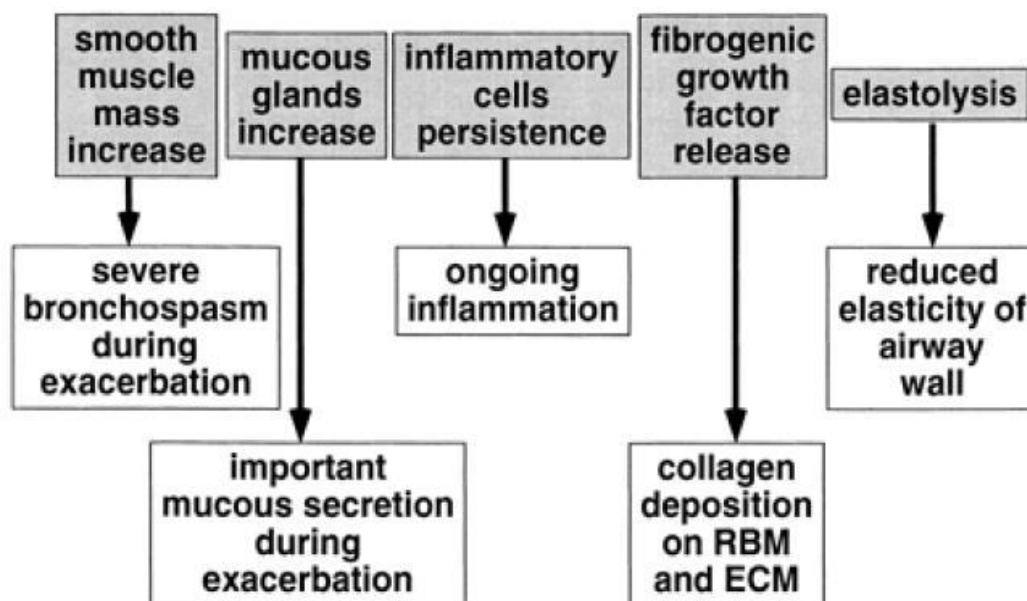 smooth
muscle
mass
increase
mucous
glands
increase
inflammatory
cells
persistence
fibrogenic
growth
factor
release
elastolysis
severe
bronchospasm
during
exacerbation
ongoing
inflammation
reduced
elasticity of
airway
wall
important
mucous secretion
during
exacerbation
collagen
deposition
on RBM
and ECM